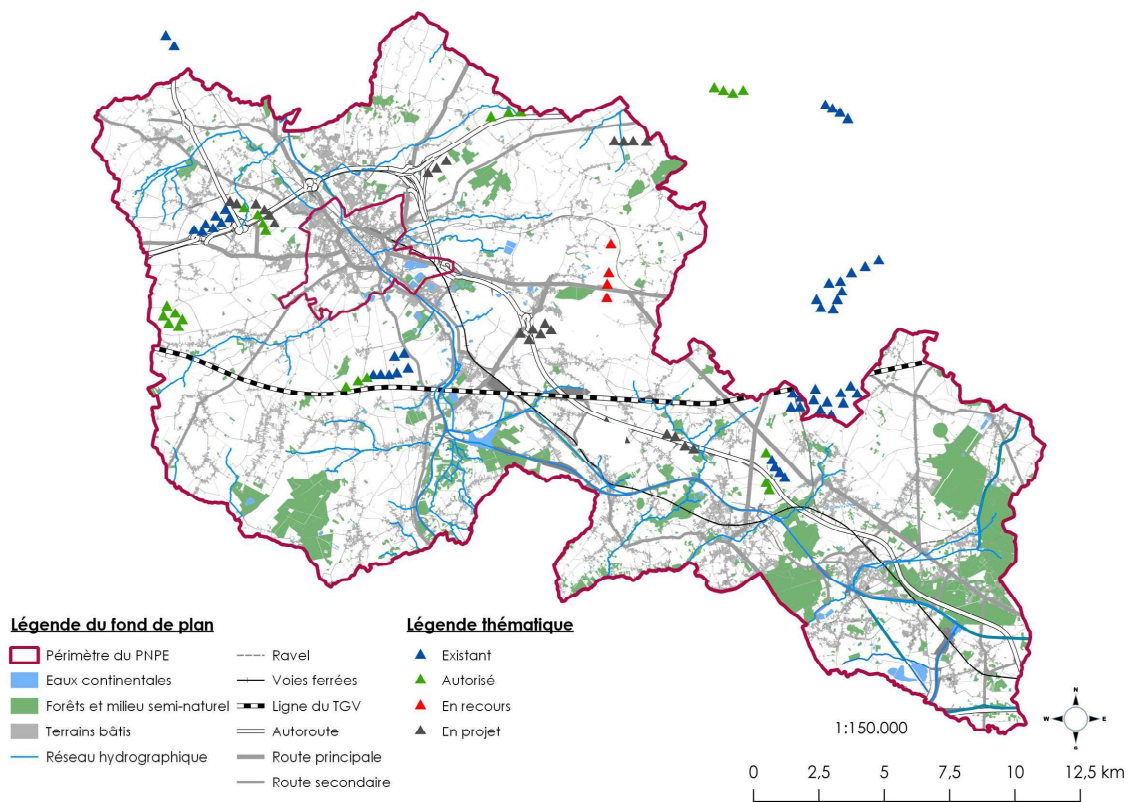 Légende du fond de plan
Périmètre du PNPE
Eaux continentales
Forêts et milieu semi-naturel
Terrains bâtis
Réseau hydrographique
Ravel
Voies ferrées
Ligne du TGV
Autoroute
Route principale
Route secondaire
Légende thématique
Existant
Autorisé
En recours
En projet
1:150.000
N
W
E
0 2,5 5 7,5 10 12,5 km